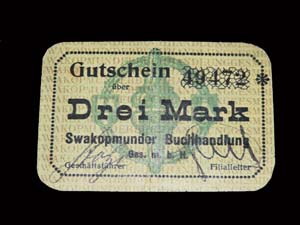 Gutschein 49472 *
über
Drei Mark
Swakopmunder Buchhandlung
Ges. m. b. H.
Geschäftsführer Filialleiter